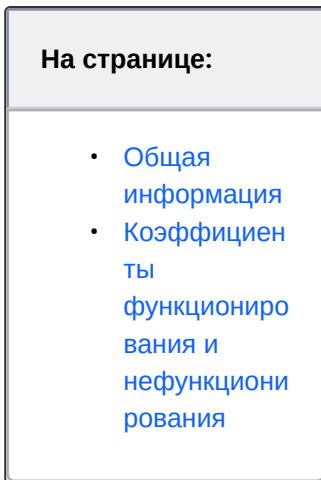 На странице:
• Общая
информация
• Коэффициен
ты
функциониро
вания и
нефункциони
рования